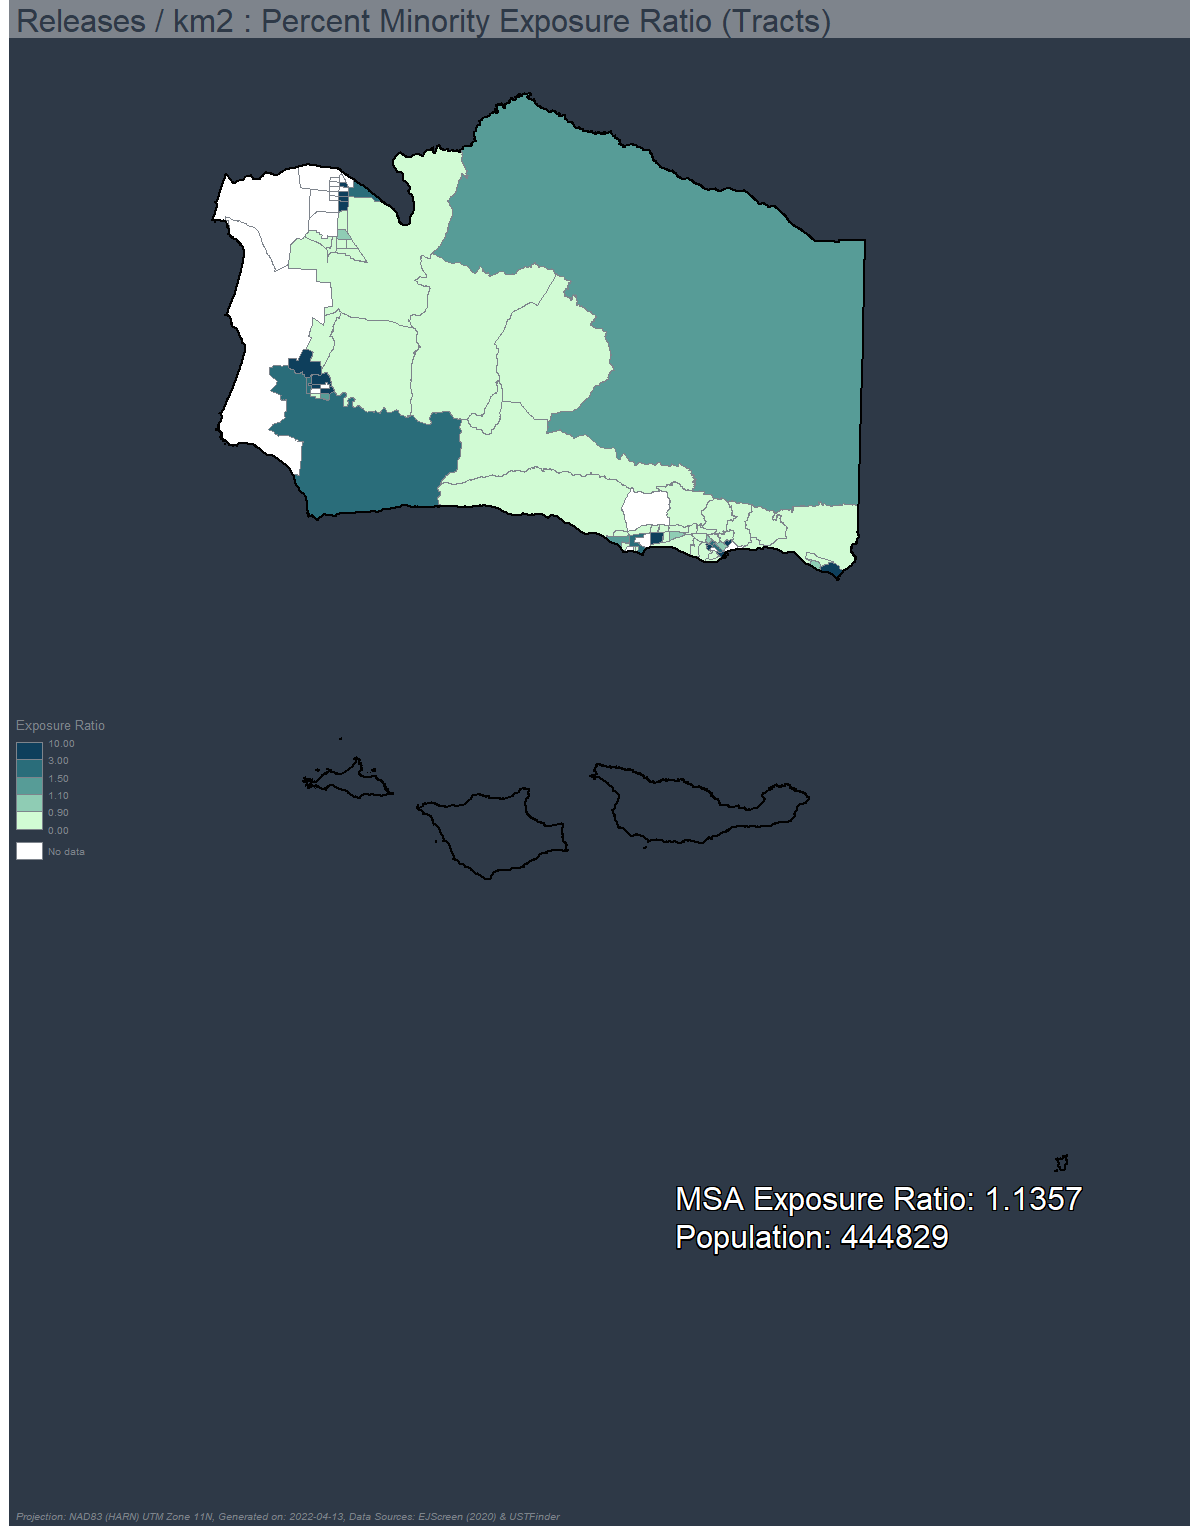 Releases / km2 : Percent Minority Exposure Ratio (Tracts)
Exposure Ratio
10.00
3.00
1.50
1.10
0.90
0.00
No data
MSA Exposure Ratio: 1.1357
Population: 444829
Projection: NAD83 (HARN) UTM Zone 11N, Generated on: 2022-04-13, Data Sources: EJScreen (2020) & USTFinder